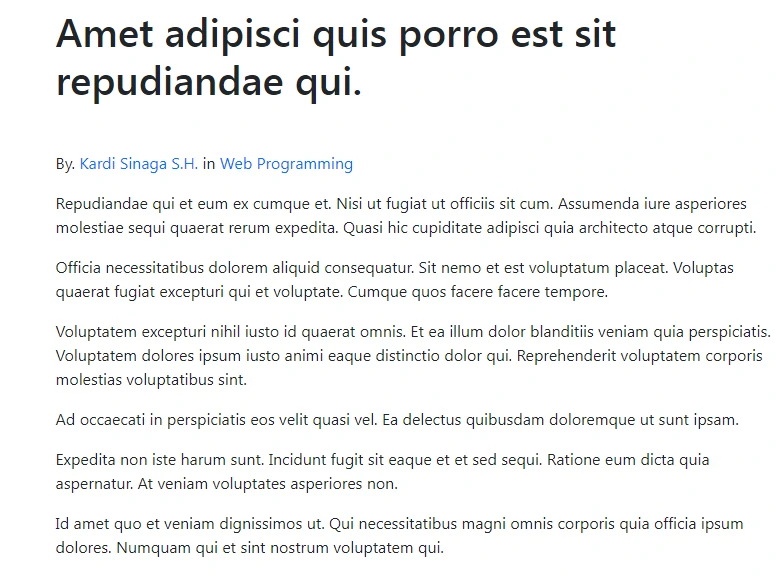 Amet adipisci quis porro est sit
repudiandae qui.
By. Kardi Sinaga S.H. in Web Programming
Repudiandae qui et eum ex cumque et. Nisi ut fugiat ut officiis sit cum. Assumenda iure asperiores
molestiae sequi quaerat rerum expedita. Quasi hic cupiditate adipisci quia architecto atque corrupti.
Officia necessitatibus dolorem aliquid consequatur. Sit nemo et est voluptatum placeat. Voluptas
quaerat fugiat excepturi qui et voluptate. Cumque quos facere facere tempore.
Voluptatem excepturi nihil iusto id quaerat omnis. Et ea illum dolor blanditiis veniam quia perspiciatis.
Voluptatem dolores ipsum iusto animi eaque distinctio dolor qui. Reprehenderit voluptatem corporis
molestias voluptatibus sint.
Ad occaecati in perspiciatis eos velit quasi vel. Ea delectus quibusdam doloremque ut sunt ipsam.
Expedita non iste harum sunt. Incidunt fugit sit eaque et et sed sequi. Ratione eum dicta quia
aspernatur. At veniam voluptates asperiores non.
Id amet quo et veniam dignissimos ut. Qui necessitatibus magni omnis corporis quia officia ipsum
dolores. Numquam qui et sint nostrum voluptatem qui.